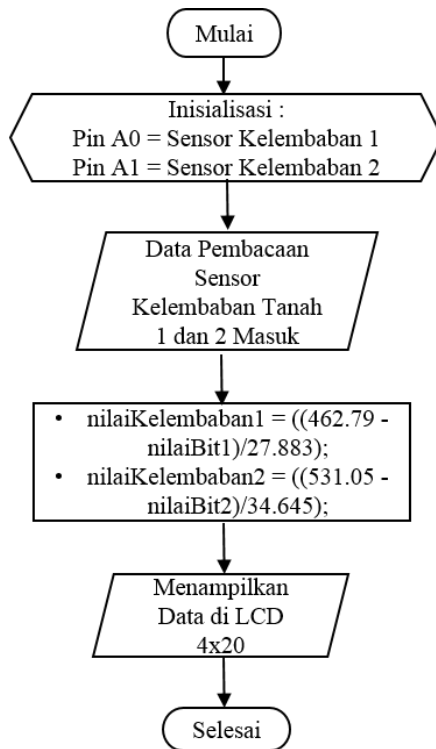 Mulai
Inisialisasi :
Pin A0 = Sensor Kelembaban 1
Pin A1 = Sensor Kelembaban 2
Data Pembacaan
Sensor
Kelembaban Tanah
1 dan 2 Masuk
• nilaiKelembaban1 = ((462.79 -
nilaiBit1)/27.883);
• nilaiKelembaban2 = ((531.05 -
nilaiBit2)/34.645);
Menampilkan
Data di LCD
4x20
Selesai